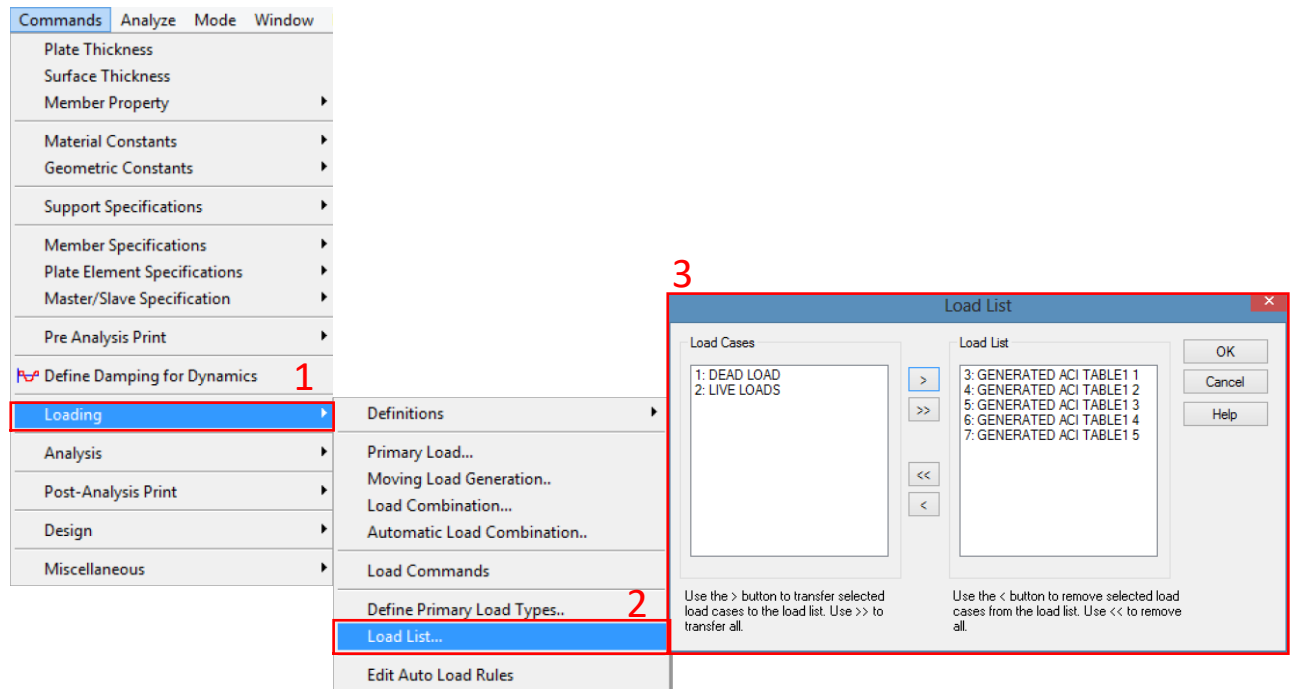 Commands Analyze Mode Window
Plate Thickness
Surface Thickness
Member Property
Material Constants
Geometric Constants
Support Specifications
Member Specifications
Plate Element Specifications
Master/Slave Specification
Pre Analysis Print
Define Damping for Dynamics
1
Loading
Analysis
Post-Analysis Print
Design
Miscellaneous
Definitions
Primary Load...
Moving Load Generation..
Load Combination...
Automatic Load Combination..
Load Commands
Define Primary Load Types..
2
Load List...
Edit Auto Load Rules
3
Load List
×
Load Cases
1: DEAD LOAD
2: LIVE LOADS
>
>>
<<
<
Load List
3: GENERATED ACI TABLE1 1
4: GENERATED ACI TABLE1 2
5: GENERATED ACI TABLE1 3
6: GENERATED ACI TABLE1 4
7: GENERATED ACI TABLE1 5
OK
Cancel
Help
Use the > button to transfer selected
load cases to the load list. Use >> to
transfer all.
Use the < button to remove selected load
cases from the load list. Use << to remove
all.